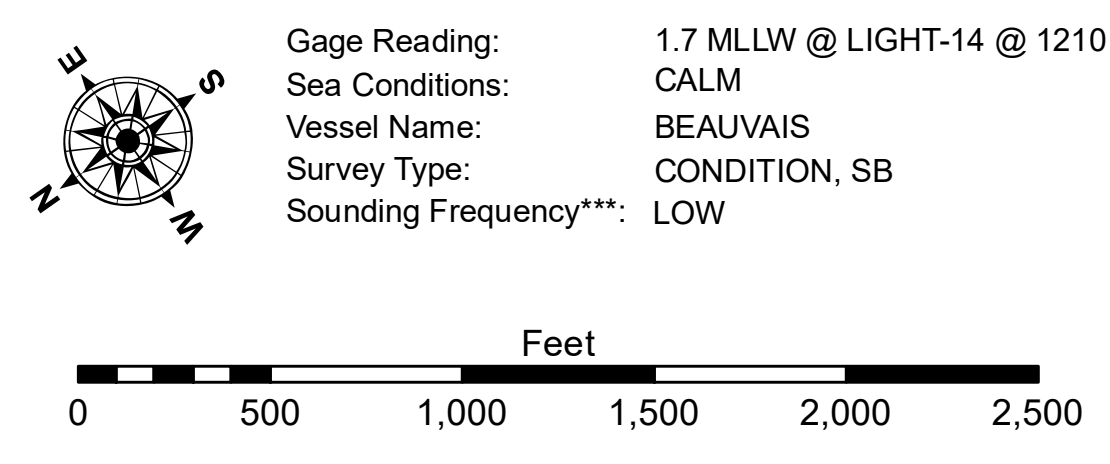 E
S
N
W
Gage Reading: 1.7 MLLW @ LIGHT-14 @ 1210
Sea Conditions: CALM
Vessel Name: BEAUVAIS
Survey Type: CONDITION, SB
Sounding Frequency***: LOW
Feet
0 500 1,000 1,500 2,000 2,500